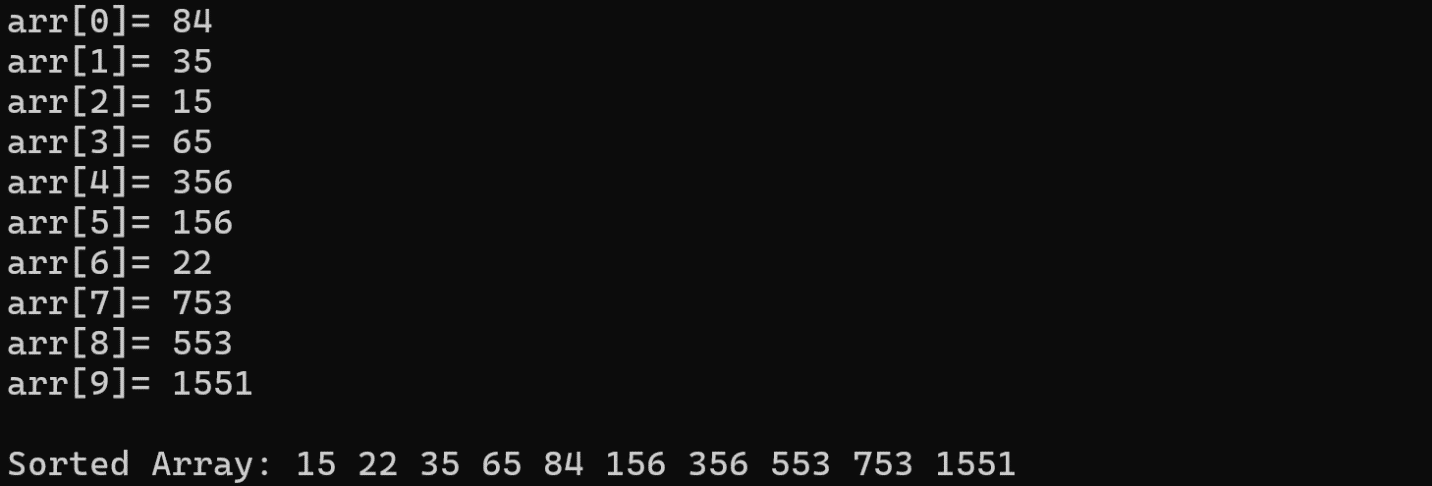 arr[0]= 84
arr[1]= 35
arr[2]= 15
arr[3]= 65
arr[4]= 356
arr[5]= 156
arr[6]= 22
arr[7]= 753
arr[8]= 553
arr[9]= 1551
Sorted Array: 15 22 35 65 84 156 356 553 753 1551